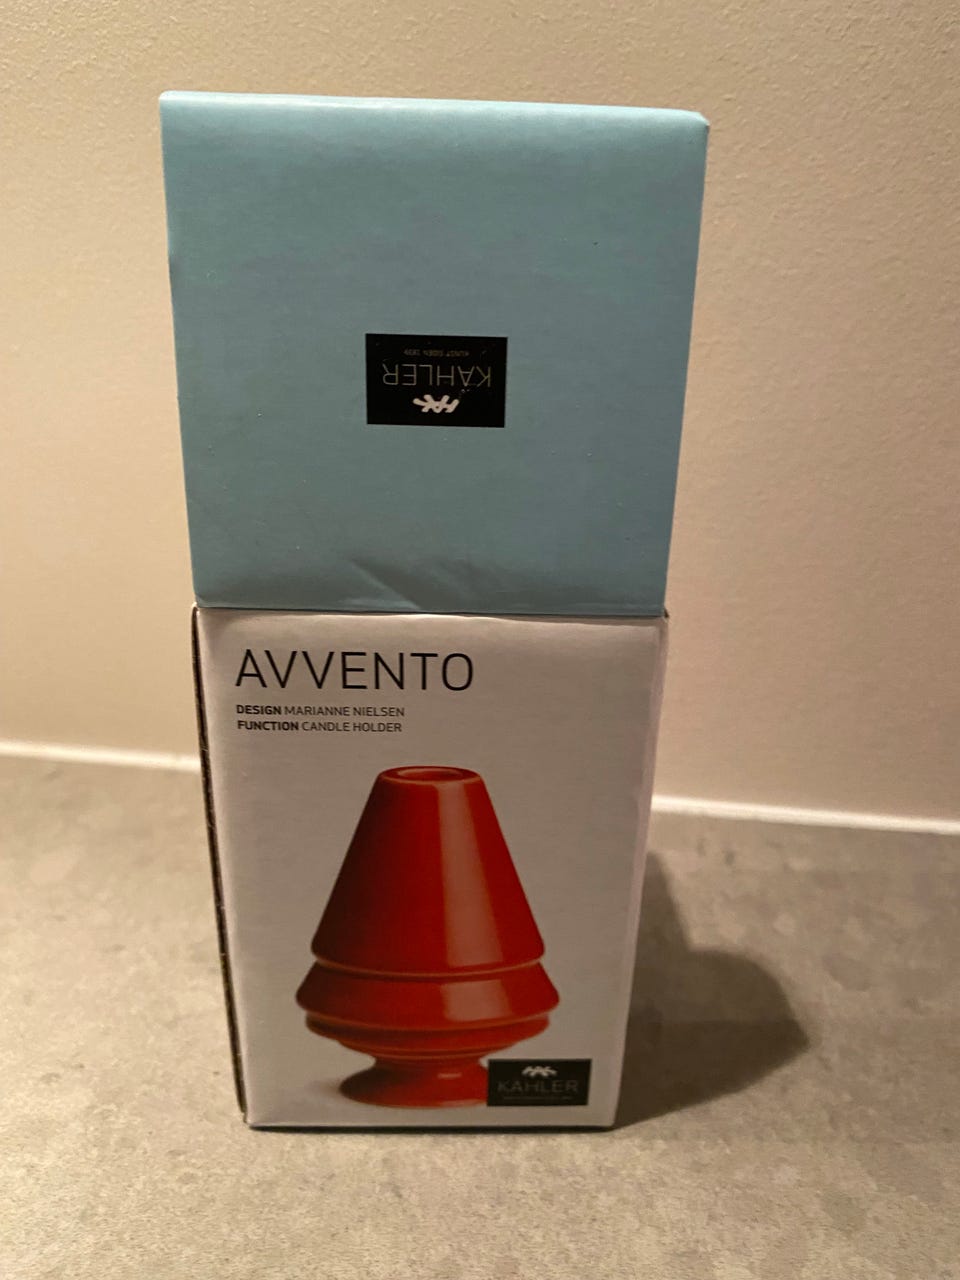 KÄHLER
KUNST SIDEN 1839
AVVENTO
DESIGN MARIANNE NIELSEN
FUNCTION CANDLE HOLDER
KÄHLER